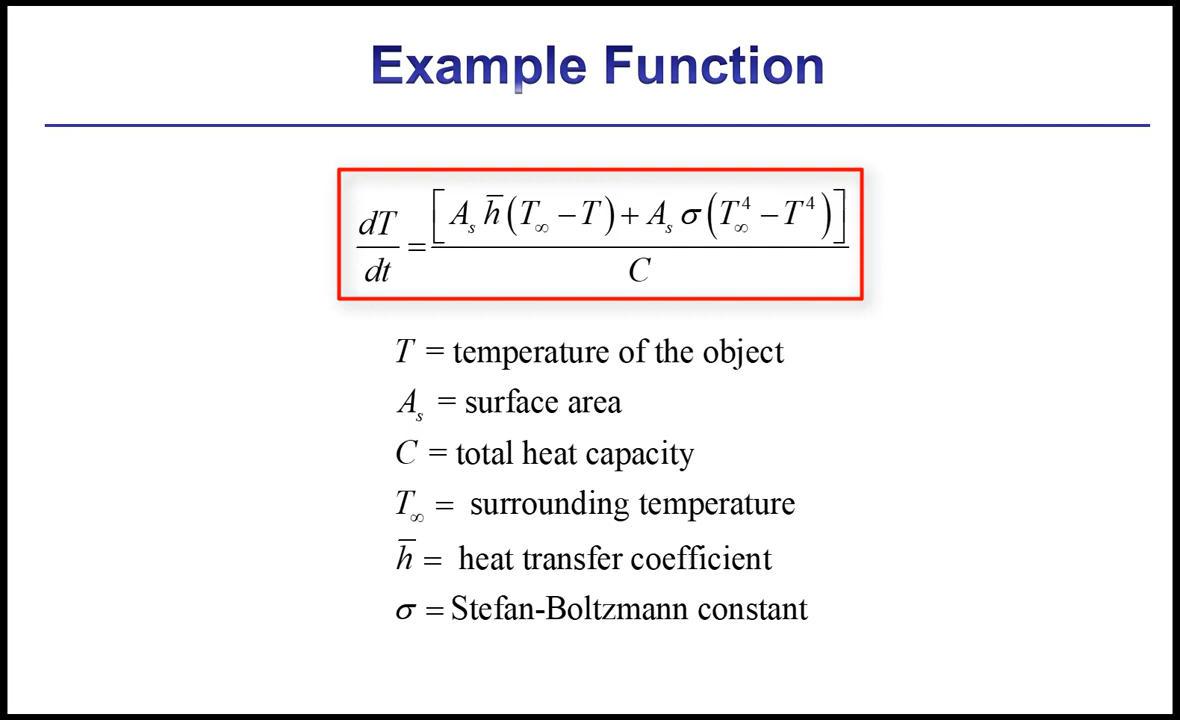 Example Function
dT/dt = [A_s h̅(T_∞ − T) + A_s σ(T_∞^4 − T^4)] / C
T = temperature of the object
A_s = surface area
C = total heat capacity
T_∞ = surrounding temperature
h̅ = heat transfer coefficient
σ = Stefan-Boltzmann constant